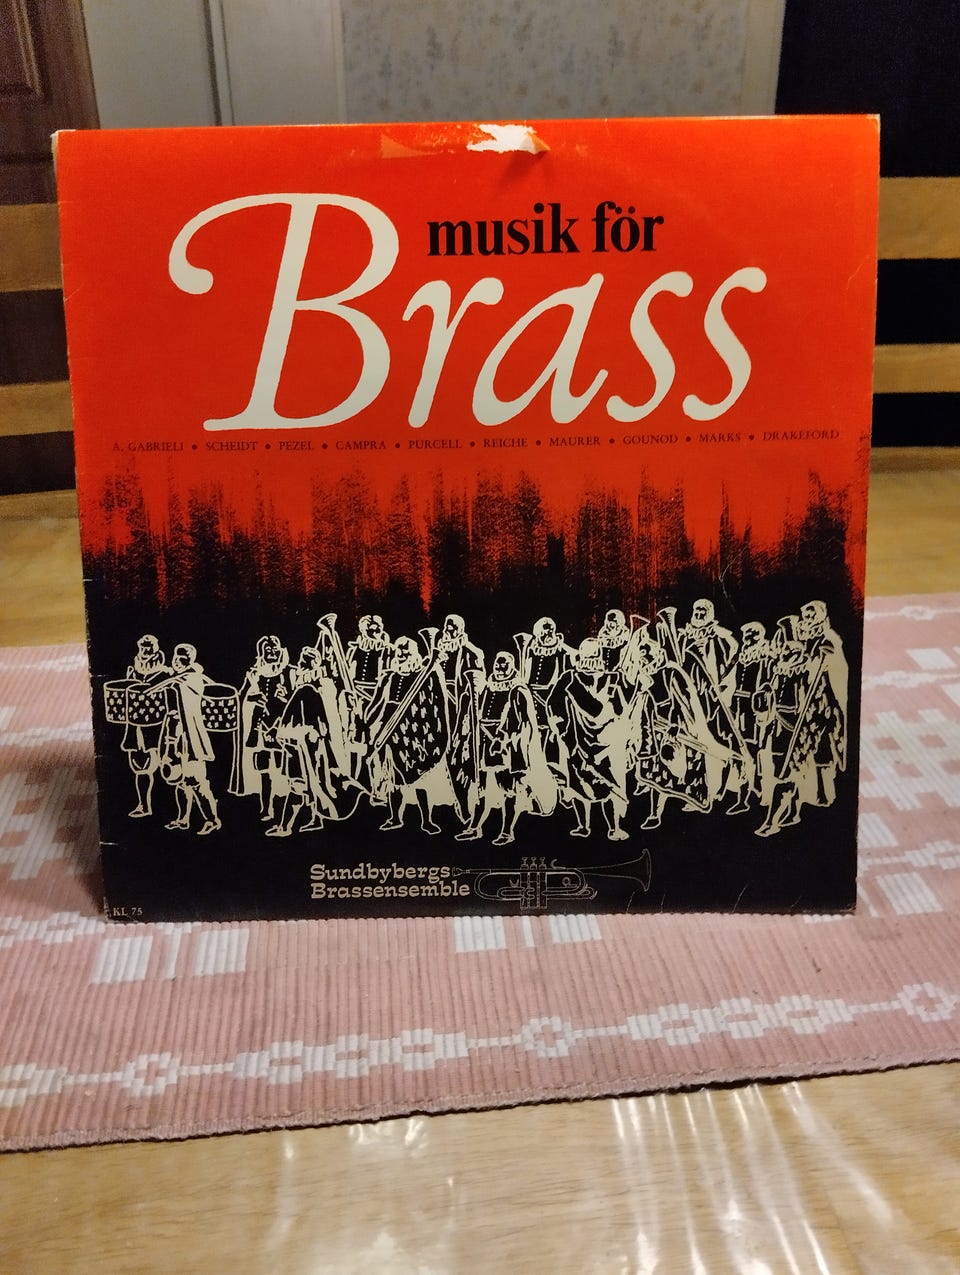 musik för
Brass
A. GABRIELI • SCHEIDT • PEZEL • CAMPRA • PURCELL • REICHE • MAURER • GOUNOD • MARKS • DRAKEFORD
Sundbybergs
Brassensemble
KL 75